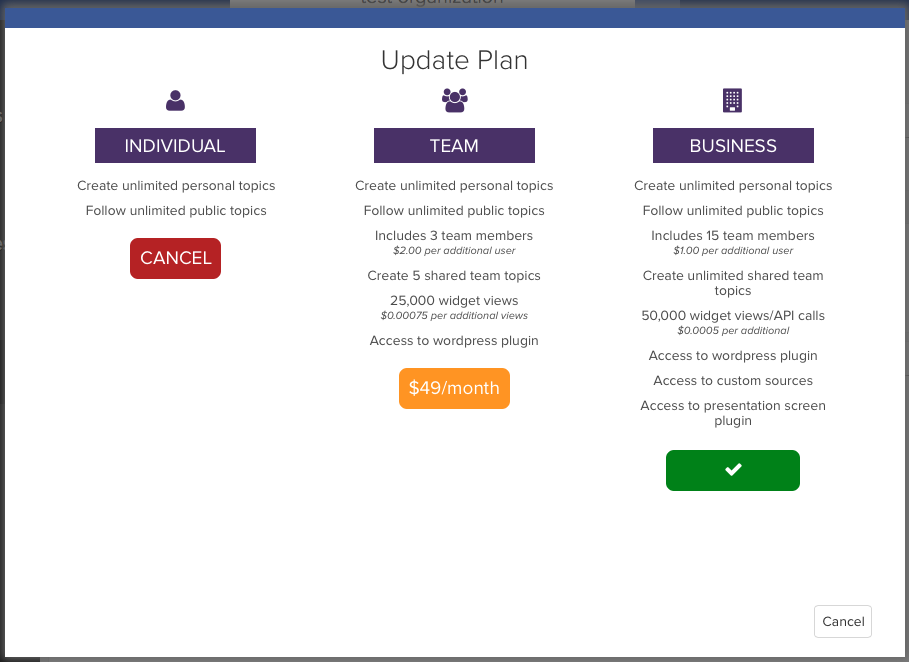 test organization
Update Plan
INDIVIDUAL
Create unlimited personal topics
Follow unlimited public topics
CANCEL
TEAM
Create unlimited personal topics
Follow unlimited public topics
Includes 3 team members
$2.00 per additional user
Create 5 shared team topics
25,000 widget views
$0.00075 per additional views
Access to wordpress plugin
$49/month
BUSINESS
Create unlimited personal topics
Follow unlimited public topics
Includes 15 team members
$1.00 per additional user
Create unlimited shared team
topics
50,000 widget views/API calls
$0.0005 per additional
Access to wordpress plugin
Access to custom sources
Access to presentation screen
plugin
Cancel